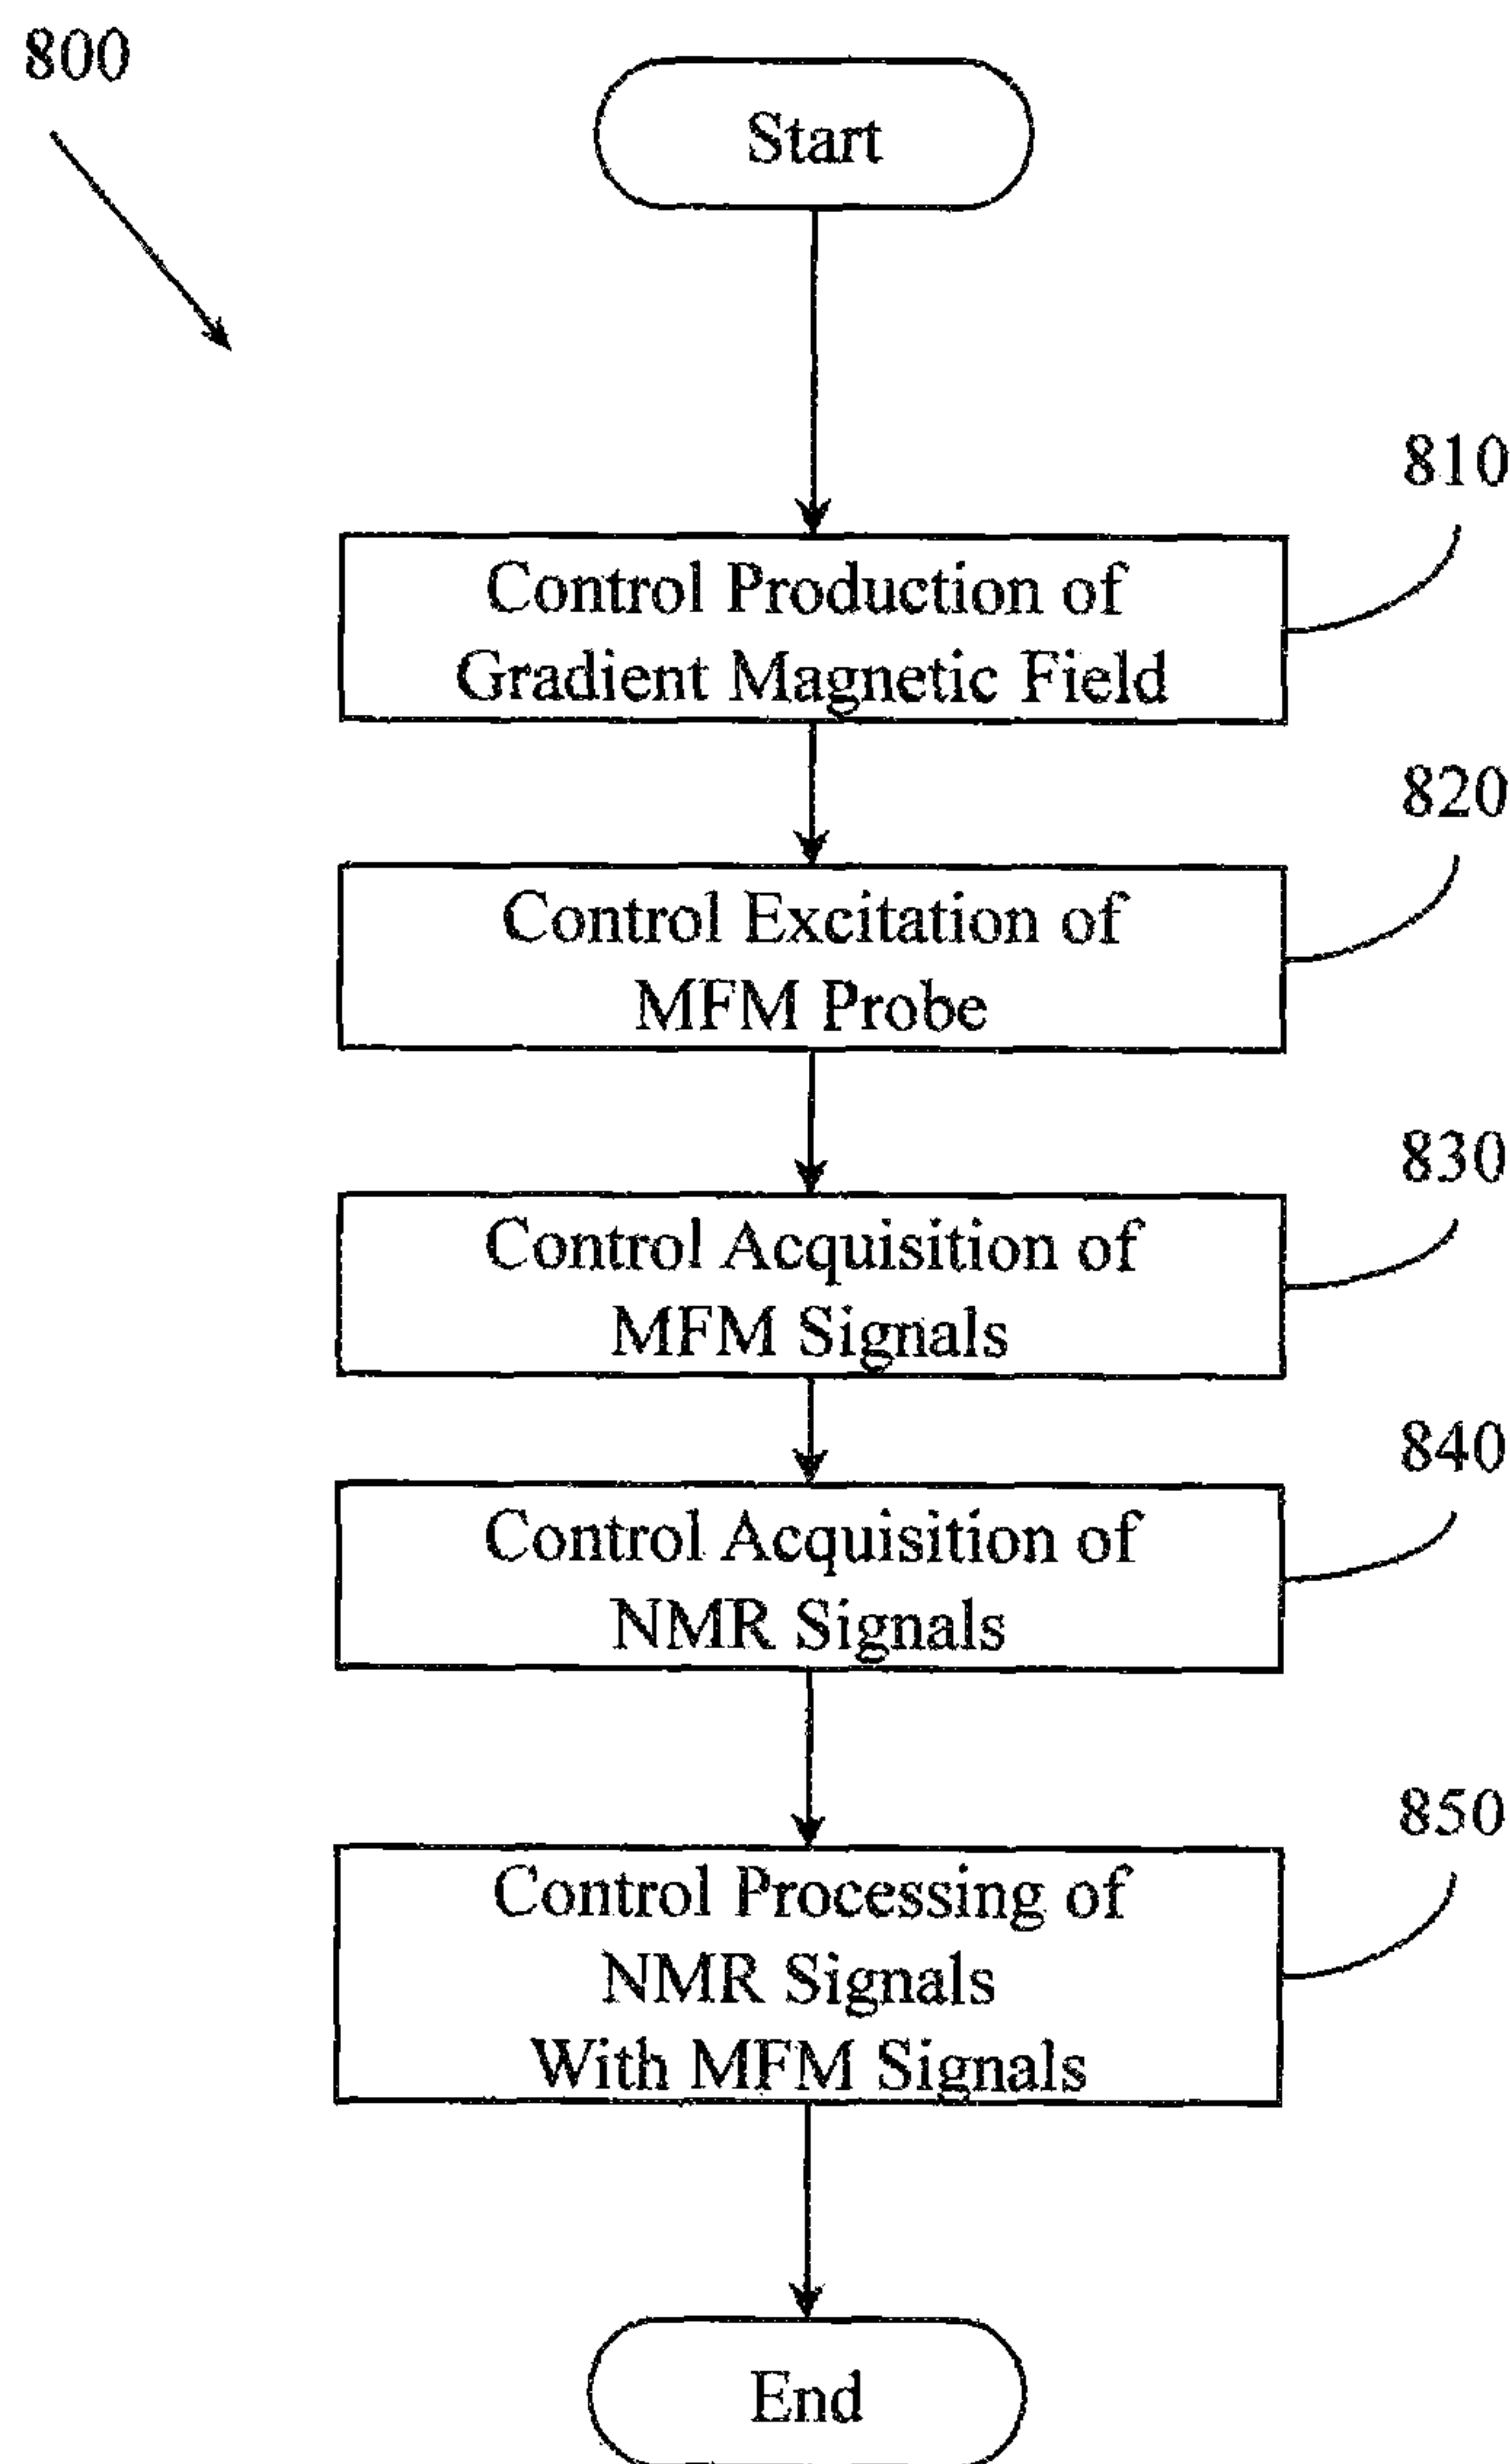 800
Start
810
Control Production of
Gradient Magnetic Field
820
Control Excitation of
MFM Probe
830
Control Acquisition of
MFM Signals
840
Control Acquisition of
NMR Signals
850
Control Processing of
NMR Signals
With MFM Signals
End